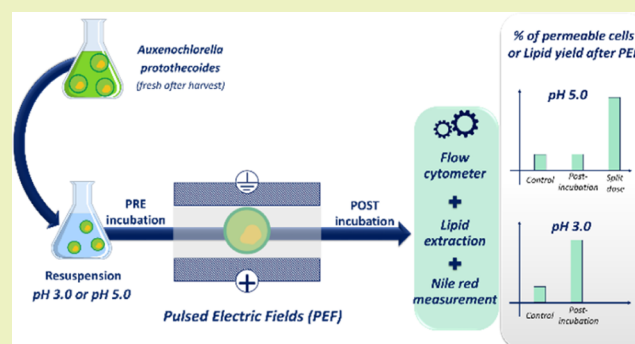 Auxenochlorella
protothecoides
(fresh after harvest)
PRE
incubation
Resuspension
pH 3.0 or pH 5.0
POST
incubation
Pulsed Electric Fields (PEF)
Flow
cytometer
+
Lipid
extraction
+
Nile red
measurement
% of permeable cells
or Lipid yield after PEF
pH 5.0
Control
Post-
incubation
Split
dose
pH 3.0
Control
Post-
incubation